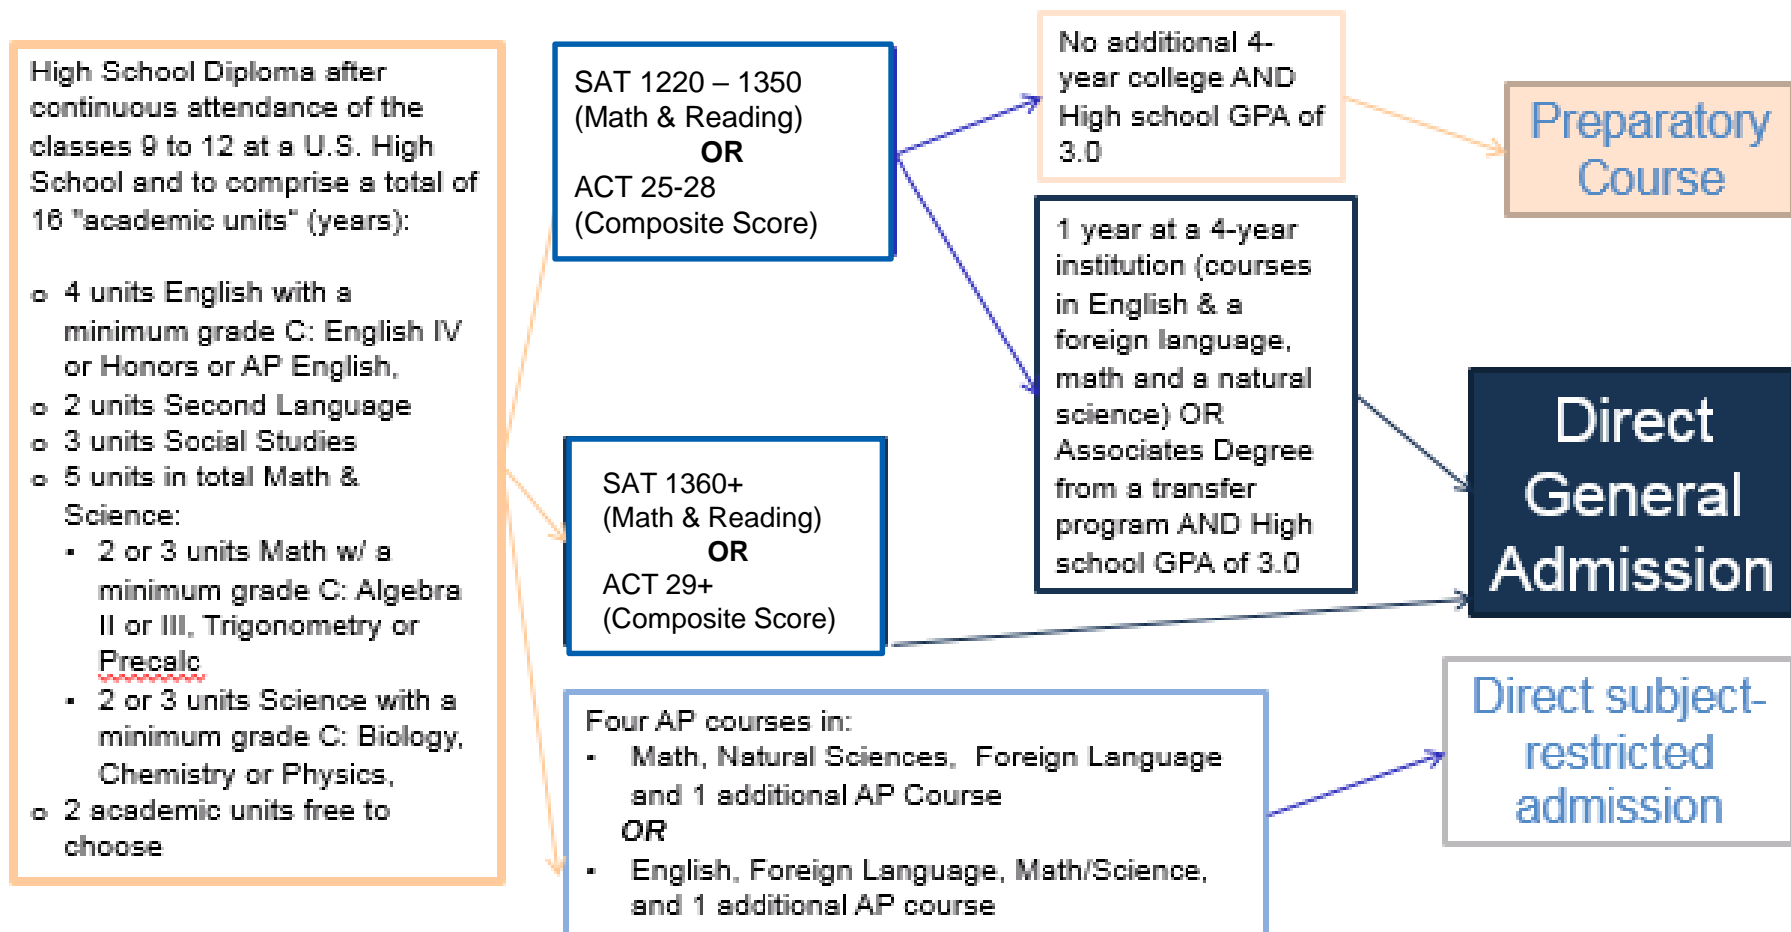 High School Diploma after
continuous attendance of the
classes 9 to 12 at a U.S. High
School and to comprise a total of
16 "academic units" (years):
o 4 units English with a
minimum grade C: English IV
or Honors or AP English,
o 2 units Second Language
o 3 units Social Studies
o 5 units in total Math &
Science:
▪ 2 or 3 units Math w/ a
minimum grade C: Algebra
II or III, Trigonometry or
Precalc
▪ 2 or 3 units Science with a
minimum grade C: Biology,
Chemistry or Physics,
o 2 academic units free to
choose
SAT 1220 – 1350
(Math & Reading)
OR
ACT 25-28
(Composite Score)
SAT 1360+
(Math & Reading)
OR
ACT 29+
(Composite Score)
Four AP courses in:
▪ Math, Natural Sciences, Foreign Language
and 1 additional AP Course
OR
▪ English, Foreign Language, Math/Science,
and 1 additional AP course
No additional 4-
year college AND
High school GPA of
3.0
1 year at a 4-year
institution (courses
in English & a
foreign language,
math and a natural
science) OR
Associates Degree
from a transfer
program AND High
school GPA of 3.0
Preparatory
Course
Direct
General
Admission
Direct subject-
restricted
admission